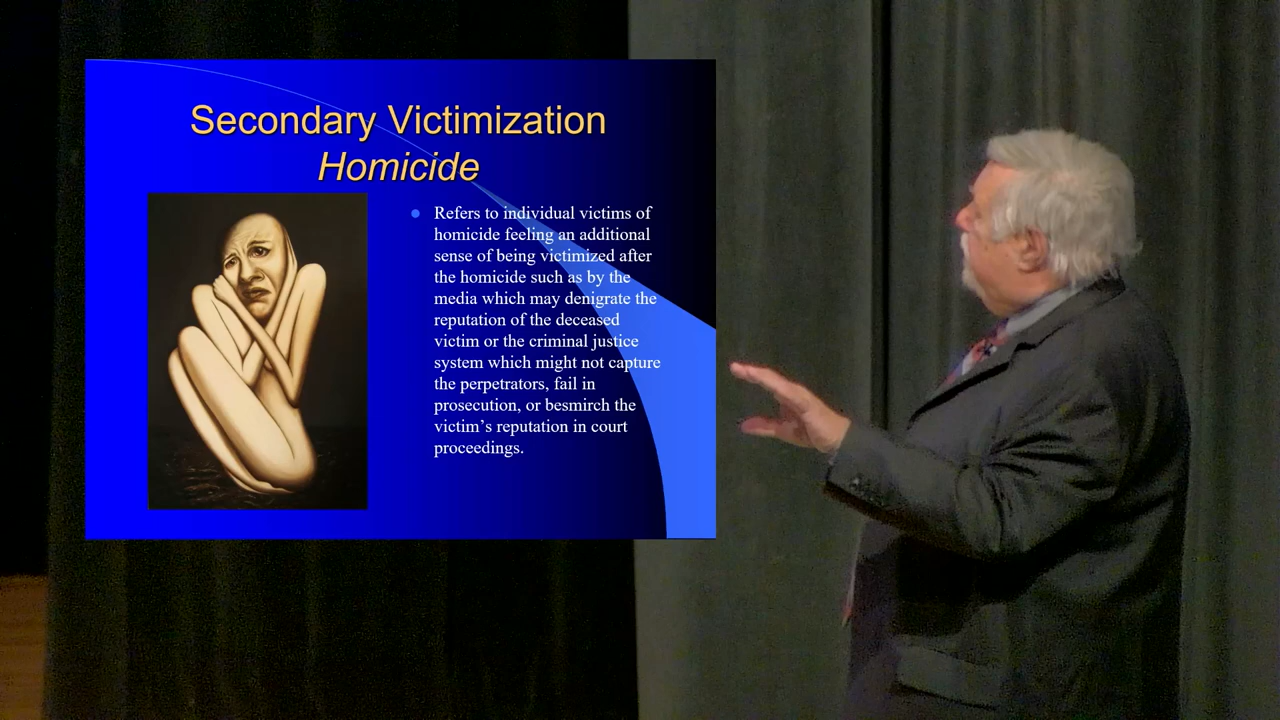 Secondary Victimization
Homicide
Refers to individual victims of
homicide feeling an additional
sense of being victimized after
the homicide such as by the
media which may denigrate the
reputation of the deceased
victim or the criminal justice
system which might not capture
the perpetrators, fail in
prosecution, or besmirch the
victim’s reputation in court
proceedings.